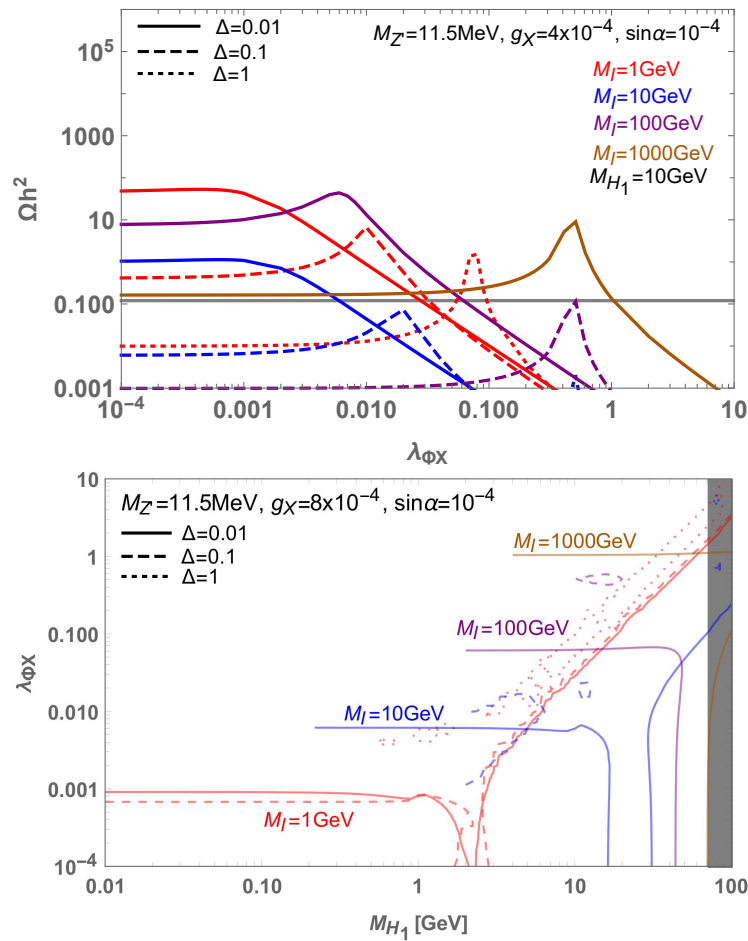 Δ=0.01
Δ=0.1
Δ=1
M_Z'=11.5MeV, g_X=4x10⁻⁴, sinα=10⁻⁴
M_I=1GeV
M_I=10GeV
M_I=100GeV
M_I=1000GeV
M_H₁=10GeV
Ωh²
10⁵
1000
10
0.100
0.001
10⁻⁴
0.001
0.010
0.100
1
10
λ_ΦX
M_Z'=11.5MeV, g_X=8x10⁻⁴, sinα=10⁻⁴
Δ=0.01
Δ=0.1
Δ=1
M_I=1000GeV
M_I=100GeV
M_I=10GeV
M_I=1GeV
λ_ΦX
10
1
0.100
0.010
0.001
10⁻⁴
0.01
0.10
1
10
100
M_H₁ [GeV]